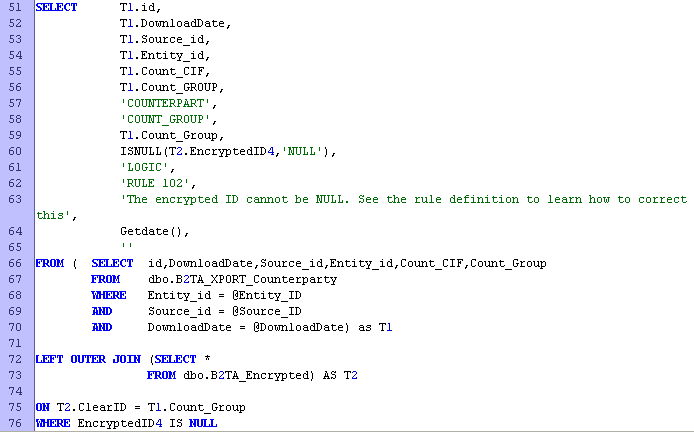 51 SELECT T1.id,
52 T1.DownloadDate,
53 T1.Source_id,
54 T1.Entity_id,
55 T1.Count_CIF,
56 T1.Count_GROUP,
57 'COUNTERPART',
58 'COUNT_GROUP',
59 T1.Count_Group,
60 ISNULL(T2.EncryptedID4,'NULL'),
61 'LOGIC',
62 'RULE 102',
63 'The encrypted ID cannot be NULL. See the rule definition to learn how to correct
this',
64 Getdate(),
65 ''
66 FROM ( SELECT id,DownloadDate,Source_id,Entity_id,Count_CIF,Count_Group
67 FROM dbo.B2TA_XPORT_Counterparty
68 WHERE Entity_id = @Entity_ID
69 AND Source_id = @Source_ID
70 AND DownloadDate = @DownloadDate) as T1
71
72 LEFT OUTER JOIN (SELECT *
73 FROM dbo.B2TA_Encrypted) AS T2
74
75 ON T2.ClearID = T1.Count_Group
76 WHERE EncryptedID4 IS NULL